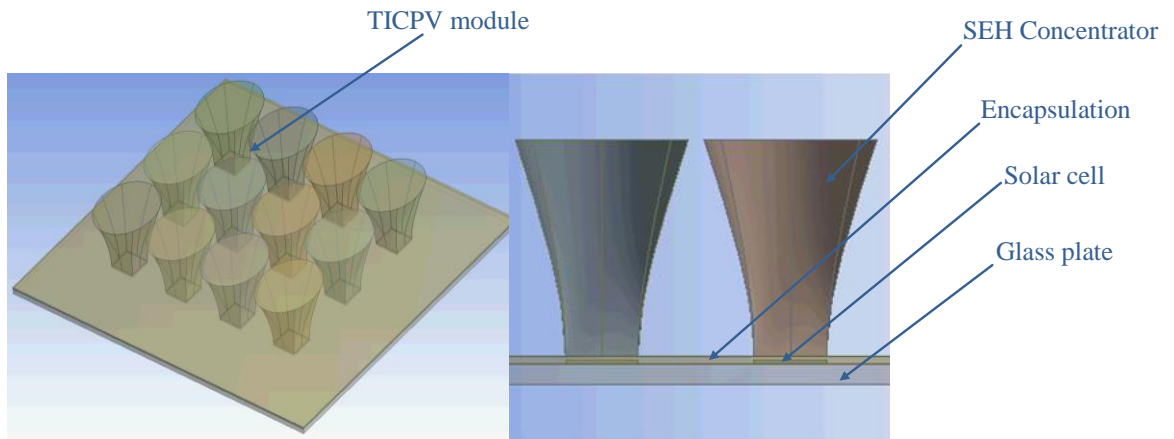 TICPV module
SEH Concentrator
Encapsulation
Solar cell
Glass plate